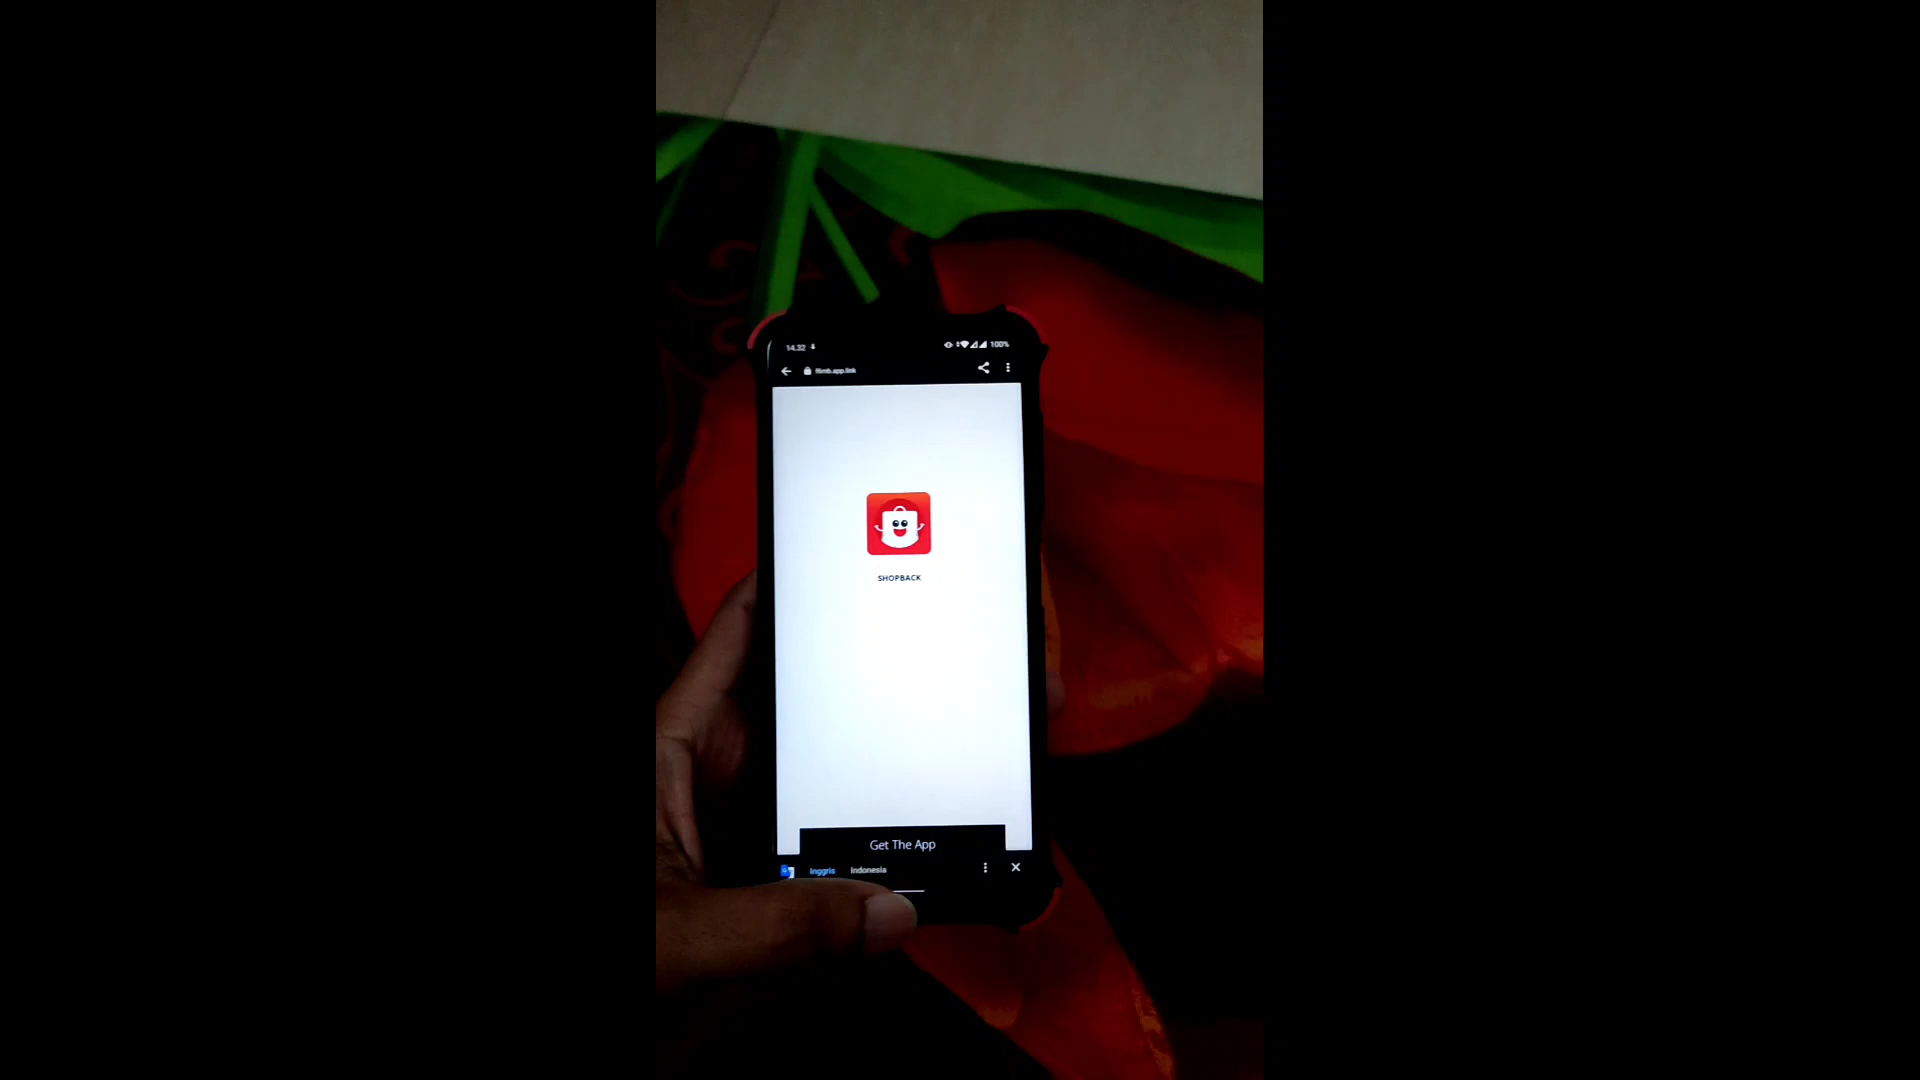 14.32
100%
SHOPBACK
Get The App
Inggris Indonesia